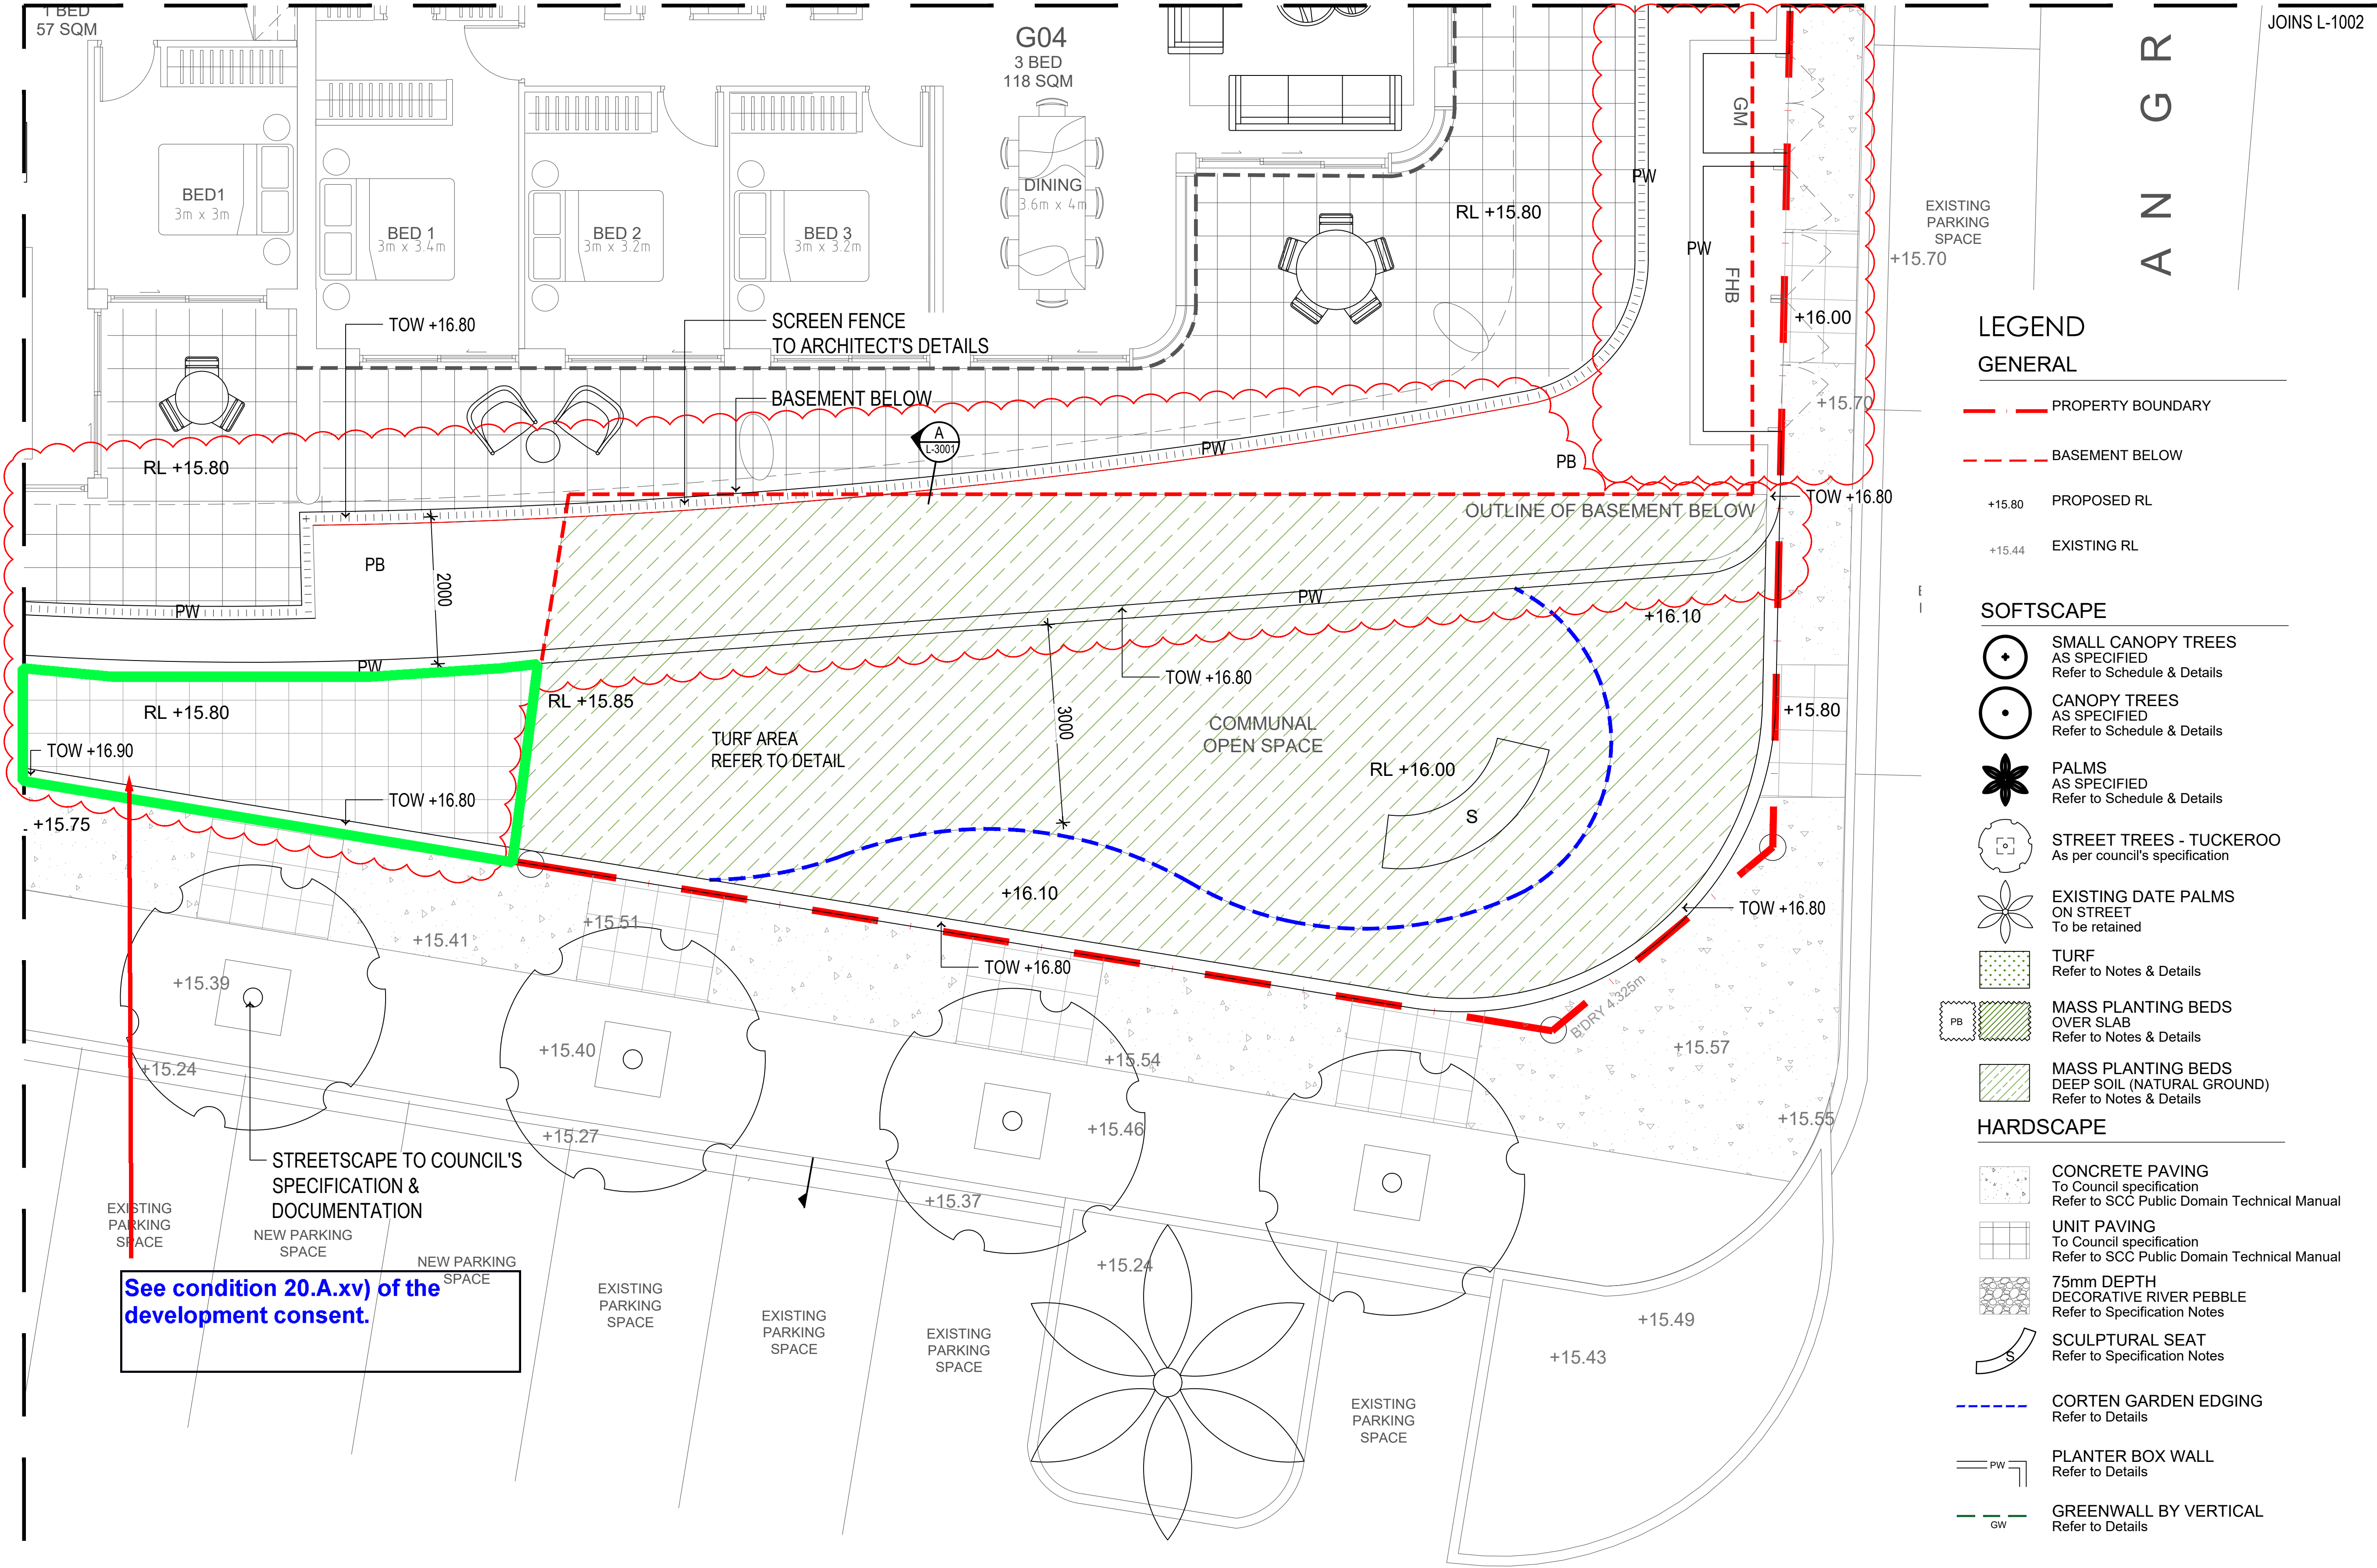 1 BED
57 SQM
G04
3 BED
118 SQM
JOINS L-1002
A N G R
GM
PW
BED1
3m x 3m
BED 1
3m x 3.4m
BED 2
3m x 3.2m
BED 3
3m x 3.2m
DINING
3.6m x 4m
RL +15.80
PW
FHB
EXISTING
PARKING
SPACE
+15.70
+16.00
+15.70
TOW +16.80
SCREEN FENCE
TO ARCHITECT'S DETAILS
BASEMENT BELOW
A
L-3001
PW
PB
RL +15.80
TOW +16.80
OUTLINE OF BASEMENT BELOW
PB
2000
PW
PW
+16.10
PW
TOW +16.80
RL +15.85
RL +15.80
3000
COMMUNAL
OPEN SPACE
+15.80
TURF AREA
REFER TO DETAIL
TOW +16.90
RL +16.00
TOW +16.80
S
+15.75
+16.10
TOW +16.80
+15.51
+15.41
TOW +16.80
+15.39
B'DRY 4.325m
+15.40
+15.54
+15.57
+15.24
+15.55
+15.27
+15.46
STREETSCAPE TO COUNCIL'S
SPECIFICATION &
DOCUMENTATION
+15.37
EXISTING
PARKING
SPACE
NEW PARKING
SPACE
NEW PARKING
SPACE
+15.24
See condition 20.A.xv) of the
development consent.
EXISTING
PARKING
SPACE
EXISTING
PARKING
SPACE
EXISTING
PARKING
SPACE
+15.49
+15.43
EXISTING
PARKING
SPACE
LEGEND
GENERAL
PROPERTY BOUNDARY
BASEMENT BELOW
+15.80 PROPOSED RL
+15.44 EXISTING RL
SOFTSCAPE
SMALL CANOPY TREES
AS SPECIFIED
Refer to Schedule & Details
CANOPY TREES
AS SPECIFIED
Refer to Schedule & Details
PALMS
AS SPECIFIED
Refer to Schedule & Details
STREET TREES - TUCKEROO
As per council's specification
EXISTING DATE PALMS
ON STREET
To be retained
TURF
Refer to Notes & Details
PB
MASS PLANTING BEDS
OVER SLAB
Refer to Notes & Details
MASS PLANTING BEDS
DEEP SOIL (NATURAL GROUND)
Refer to Notes & Details
HARDSCAPE
CONCRETE PAVING
To Council specification
Refer to SCC Public Domain Technical Manual
UNIT PAVING
To Council specification
Refer to SCC Public Domain Technical Manual
75mm DEPTH
DECORATIVE RIVER PEBBLE
Refer to Specification Notes
S
SCULPTURAL SEAT
Refer to Specification Notes
CORTEN GARDEN EDGING
Refer to Details
PW
PLANTER BOX WALL
Refer to Details
GW
GREENWALL BY VERTICAL
Refer to Details